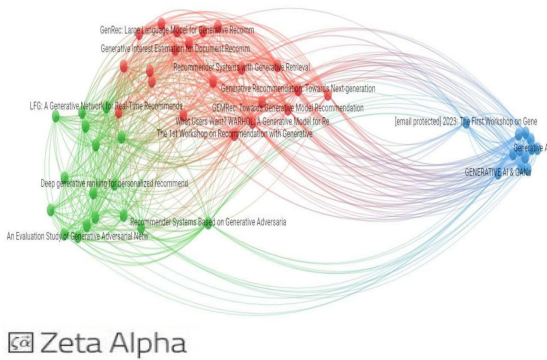 GenRec: Large Language Model for Generative Recomm
Generative Interest Estimation for Document Recomm
Recommender Systems with Generative Retrieval
Generative Recommendation: Towards Next-generation
LFG: A Generative Network for Real-Time Recommende
GEMRec: Towards Generative Model Recommendation
What Users Want? WARHOL: A Generative Model for Re
[email protected] 2023: The First Workshop on Gene
The 1st Workshop on Recommendation with Generative
Generative A
GENERATIVE AI & GANs
Deep generative ranking for personalized recommend
Recommender Systems Based on Generative Adversaria
An Evaluation Study of Generative Adversarial Netw
Zeta Alpha